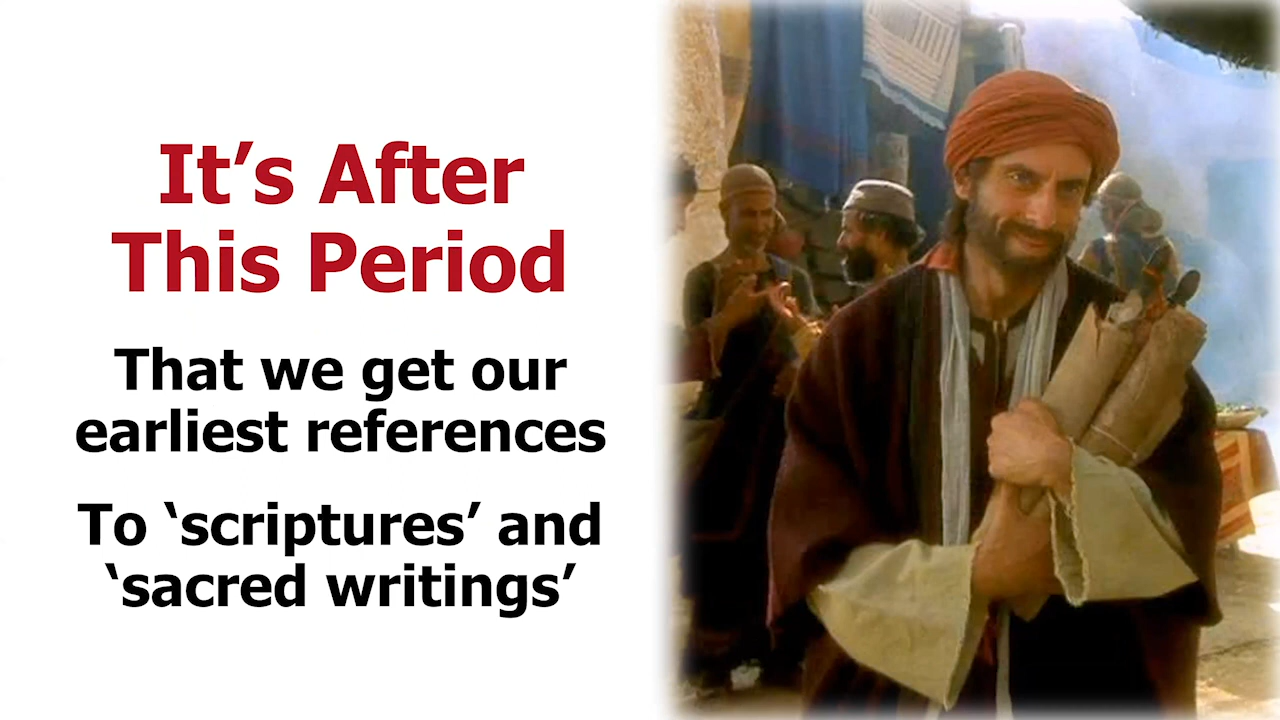 It’s After
This Period
That we get our
earliest references
To ‘scriptures’ and
‘sacred writings’